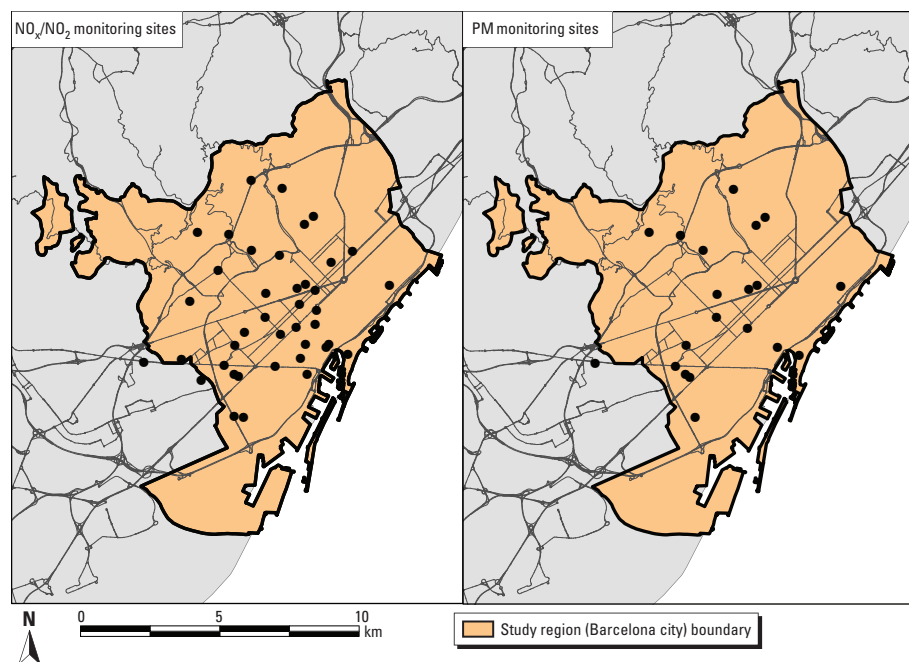 NOx/NO2 monitoring sites
PM monitoring sites
N
0 5 10
km
Study region (Barcelona city) boundary